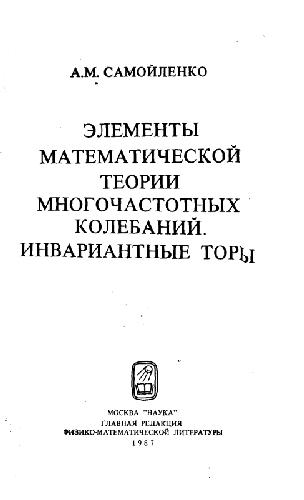 А.М. САМОЙЛЕНКО
ЭЛЕМЕНТЫ
МАТЕМАТИЧЕСКОЙ
ТЕОРИИ
МНОГОЧАСТОТНЫХ
КОЛЕБАНИЙ.
ИНВАРИАНТНЫЕ ТОРЫ
МОСКВА "НАУКА"
ГЛАВНАЯ РЕДАКЦИЯ
ФИЗИКО-МАТЕМАТИЧЕСКОЙ ЛИТЕРАТУРЫ
1987